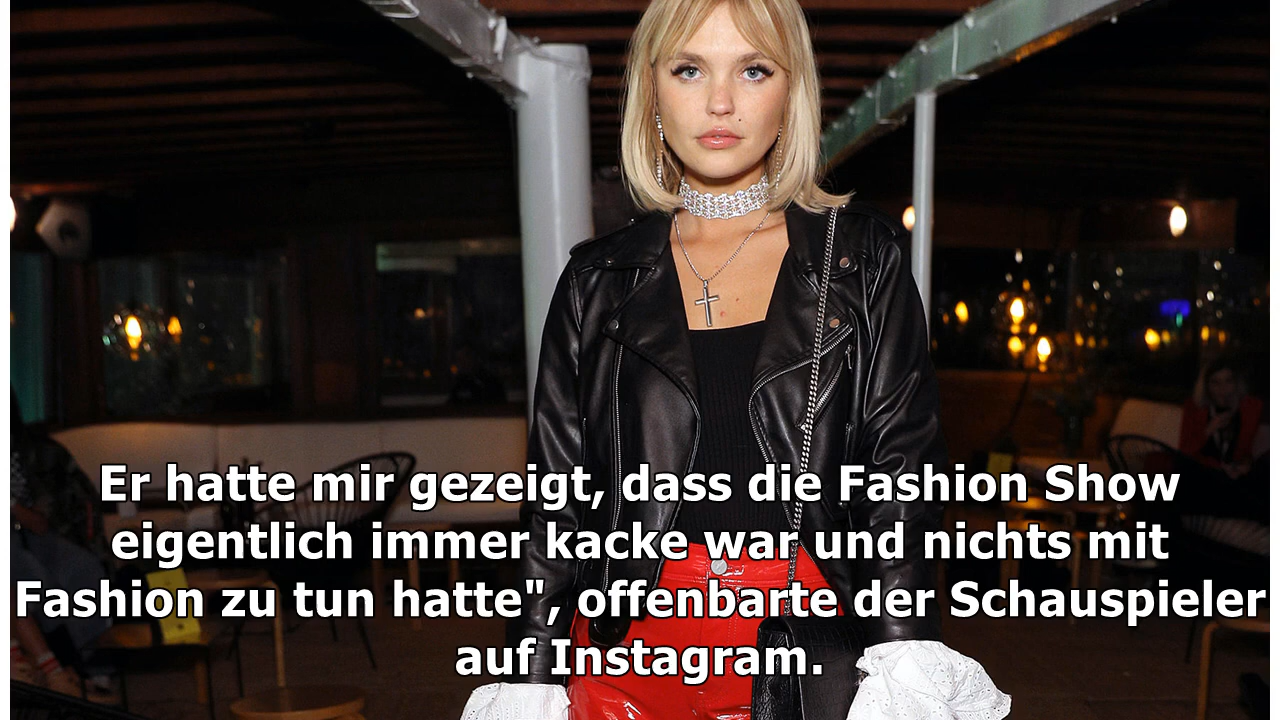 Er hatte mir gezeigt, dass die Fashion Show
eigentlich immer kacke war und nichts mit
Fashion zu tun hatte", offenbarte der Schauspieler
auf Instagram.